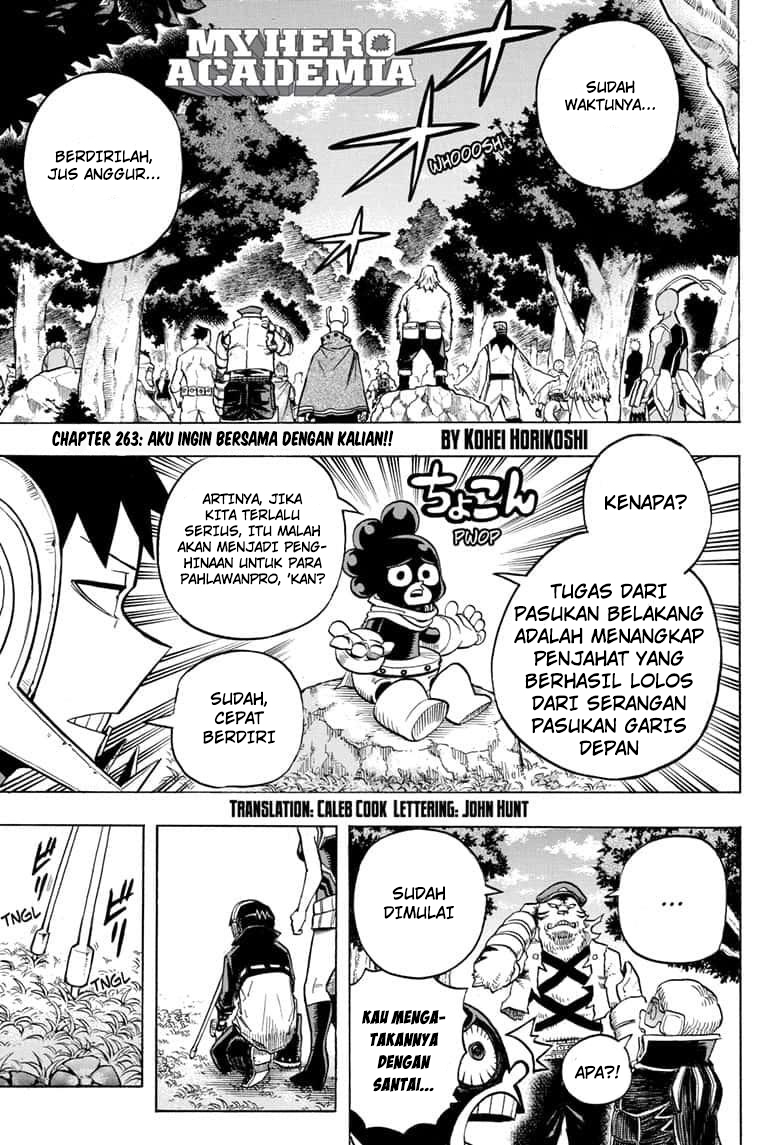 MY HERO
ACADEMIA
SUDAH
WAKTUNYA...
WHOOOSH!
BERDIRILAH,
JUS ANGGUR...
CHAPTER 263: AKU INGIN BERSAMA DENGAN KALIAN!!
BY KOHEI HORIKOSHI
KENAPA?
TUGAS DARI
PASUKAN BELAKANG
ADALAH MENANGKAP
PENJAHAT YANG
BERHASIL LOLOS
DARI SERANGAN
PASUKAN GARIS
DEPAN
ちょこん
PWOP
ARTINYA, JIKA
KITA TERLALU
SERIUS, ITU MALAH
AKAN MENJADI PENG-
HINAAN UNTUK PARA
PAHLAWANPRO, 'KAN?
SUDAH,
CEPAT
BERDIRI
TRANSLATION: CALEB COOK LETTERING: JOHN HUNT
...
SUDAH
DIMULAI
APA?!
KAU MENGA-
TAKANNYA
DENGAN
SANTAI...
ビ
TNGL
ビ
TNGL